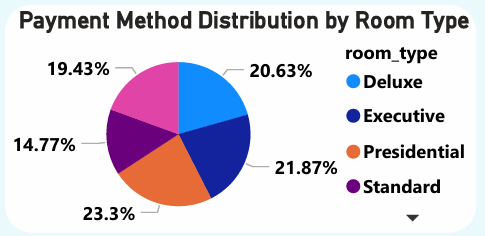 Payment Method Distribution by Room Type
room_type
19.43%
20.63%
Deluxe
Executive
14.77%
Presidential
21.87%
Standard
23.3%